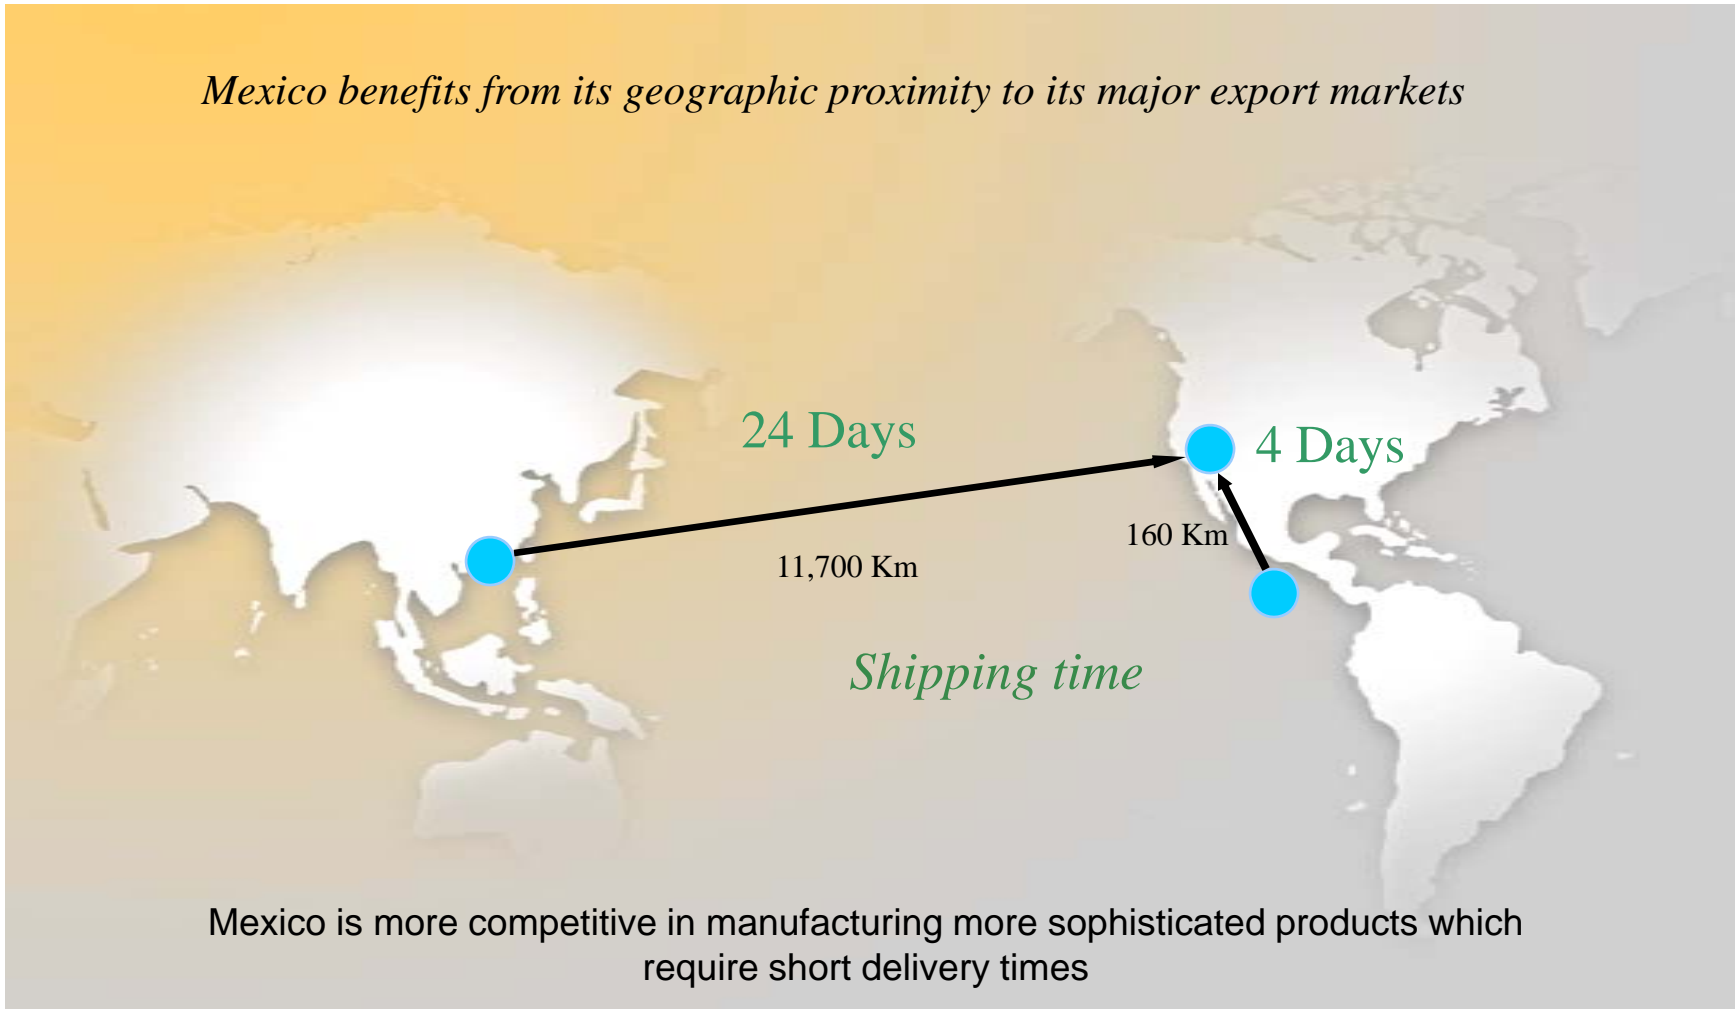 Mexico benefits from its geographic proximity to its major export markets
24 Days
4 Days
160 Km
11,700 Km
Shipping time
Mexico is more competitive in manufacturing more sophisticated products which
require short delivery times